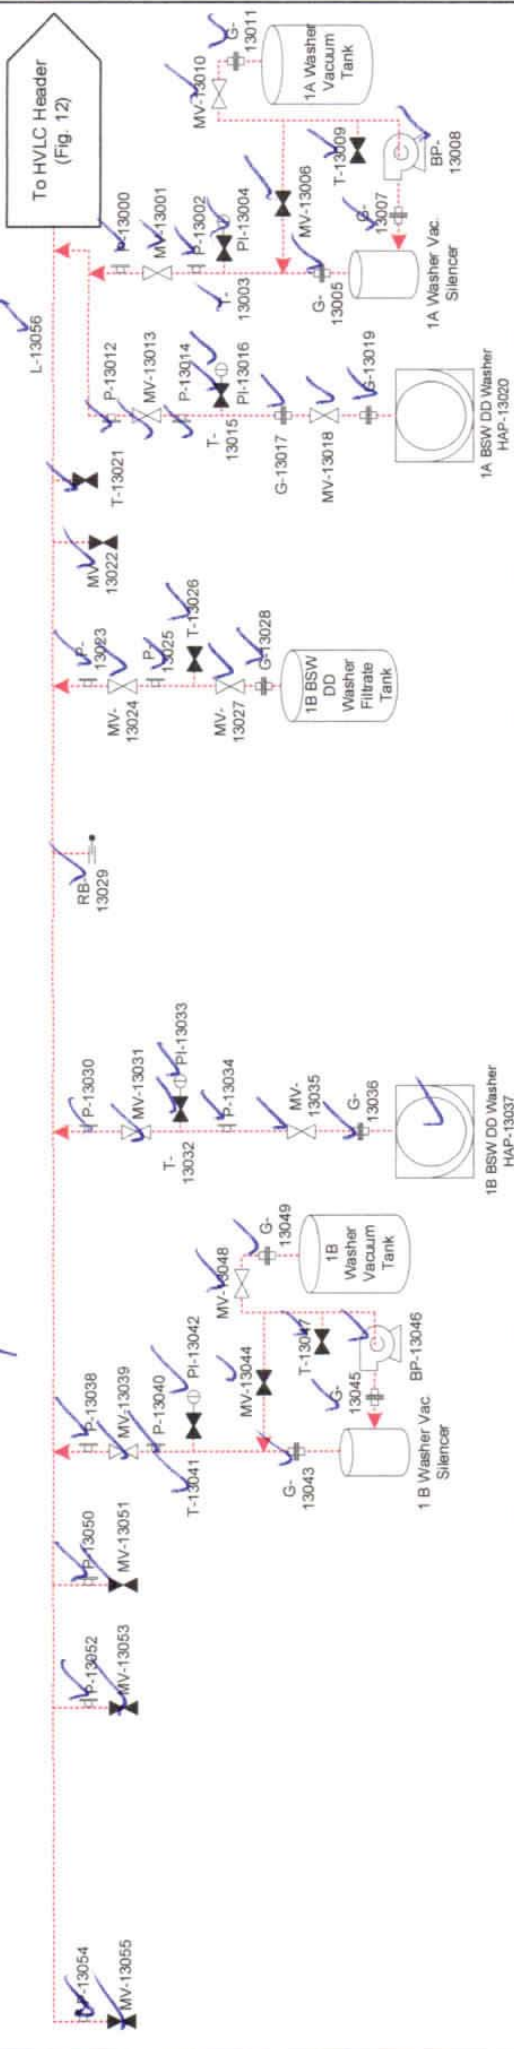 To HVLC Header
(Fig. 12)
L-13056
G-
13011
MV-13010
1A Washer
Vacuum
Tank
T-13009
BP-
13008
G-
13007
MV-13006
P-13000
MV-13001
P-13002
PI-13004
T-
13003
G-
13005
1A Washer Vac.
Silencer
P-13012
MV-13013
P-13014
PI-13016
T-
13015
G-13017
MV-13018
G-13019
1A BSW DD Washer
HAP-13020
T-13021
MV
13022
P-
13023
MV-
13024
P-
13025
T-13026
MV-
13027
G-13028
1B BSW
DD
Washer
Filtrate
Tank
RB-
13029
P-13030
MV-13031
PI-13033
T-
13032
P-13034
MV-
13035
G-
13036
1B BSW DD Washer
HAP-13037
P-13038
MV-13039
P-13040
PI-13042
T-13041
G-
13043
MV-13044
MV-13048
G-
13049
1B
Washer
Vacuum
Tank
T-13047
G-
13045
BP-13046
1 B Washer Vac
Silencer
P-13050
MV-13051
P-13052
MV-13053
P-13054
MV-13055